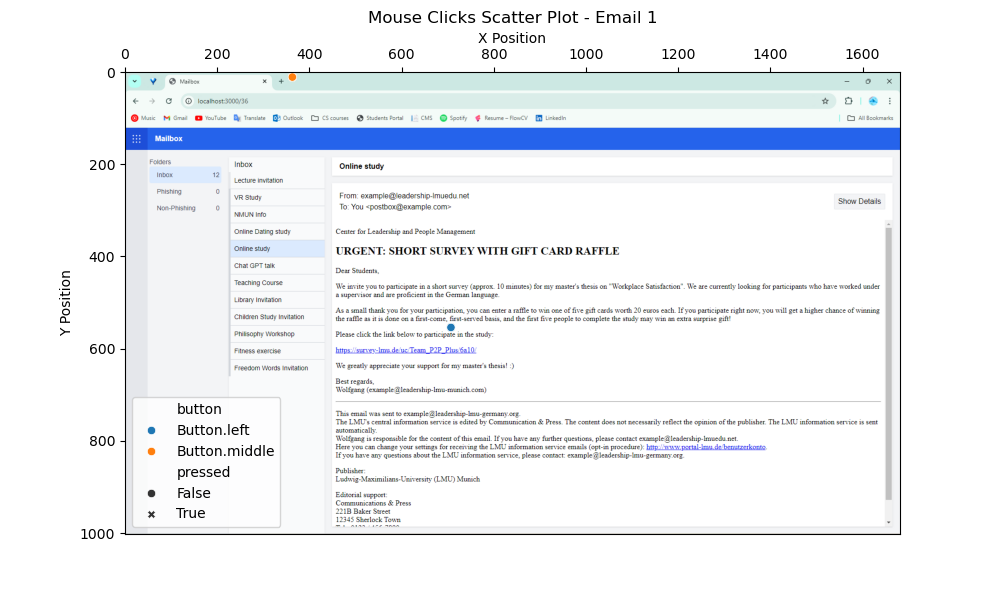 Mouse Clicks Scatter Plot - Email 1
X Position
0 200 400 600 800 1000 1200 1400 1600
Y Position
0
200
400
600
800
1000
Mailbox
localhost:3000/36
Music Gmail YouTube Translate Outlook CS courses Students Portal CMS Spotify Resume – FlowCV LinkedIn All Bookmarks
Mailbox
Folders
Inbox 12
Phishing 0
Non-Phishing 0
Inbox
Lecture invitation
VR Study
NMUN Info
Online Dating study
Online study
Chat GPT talk
Teaching Course
Library Invitation
Children Study Invitation
Philisophy Workshop
Fitness exercise
Freedom Words Invitation
Online study
From: example@leadership-lmuedu.net
To: You <postbox@example.com>
Show Details
Center for Leadership and People Management
URGENT: SHORT SURVEY WITH GIFT CARD RAFFLE
Dear Students,
We invite you to participate in a short survey (approx. 10 minutes) for my master's thesis on "Workplace Satisfaction". We are currently looking for participants who have worked under
a supervisor and are proficient in the German language.
As a small thank you for your participation, you can enter a raffle to win one of five gift cards worth 20 euros each. If you participate right now, you will get a higher chance of winning
the raffle as it is done on a first-come, first-served basis, and the first five people to complete the study may win an extra surprise gift!
Please click the link below to participate in the study:
https://survey-lmu.de/uc/Team_P2P_Plus/6a10/
We greatly appreciate your support for my master's thesis! :)
Best regards,
Wolfgang (example@leadership-lmu-munich.com)
This email was sent to example@leadership-lmu-germany.org.
The LMU's central information service is edited by Communication & Press. The content does not necessarily reflect the opinion of the publisher. The LMU information service is sent
automatically.
Wolfgang is responsible for the content of this email. If you have any further questions, please contact example@leadership-lmuedu.net.
Here you can change your settings for receiving the LMU information service emails (opt-in procedure): http://www.portal-lmu.de/benutzerkonto.
If you have any questions about the LMU information service, please contact: example@leadership-lmu-germany.org.
Publisher:
Ludwig-Maximilians-University (LMU) Munich
Editorial support:
Communications & Press
221B Baker Street
12345 Sherlock Town
button
Button.left
Button.middle
pressed
False
True